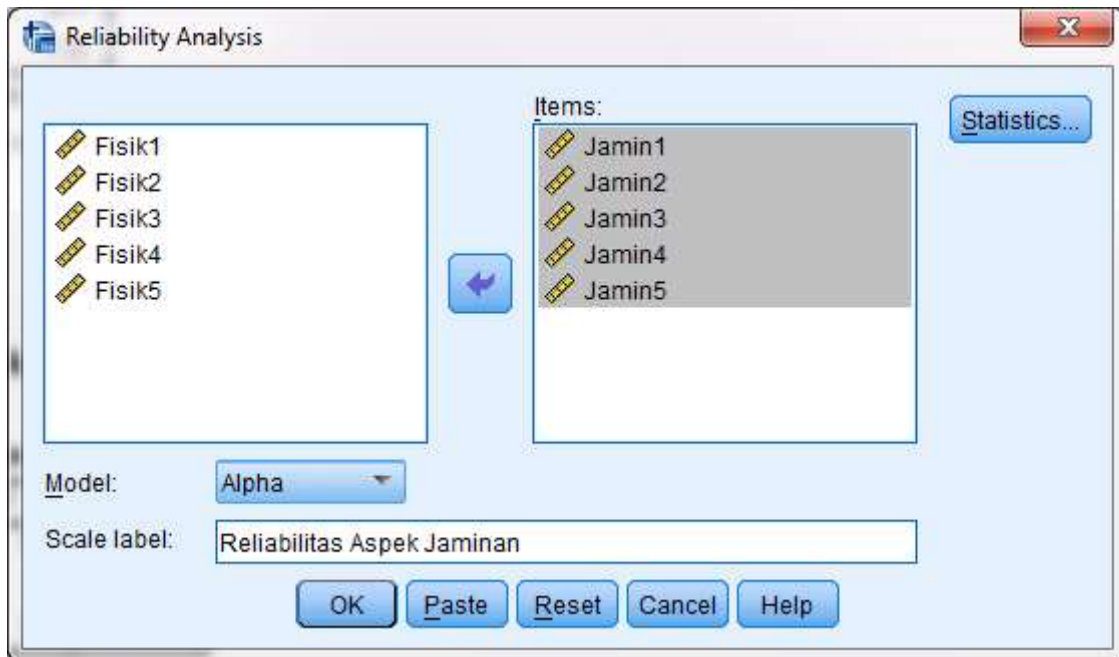 Reliability Analysis
Items:
Statistics...
Fisik1
Fisik2
Fisik3
Fisik4
Fisik5
Jamin1
Jamin2
Jamin3
Jamin4
Jamin5
Model: Alpha
Scale label: Reliabilitas Aspek Jaminan
OK Paste Reset Cancel Help